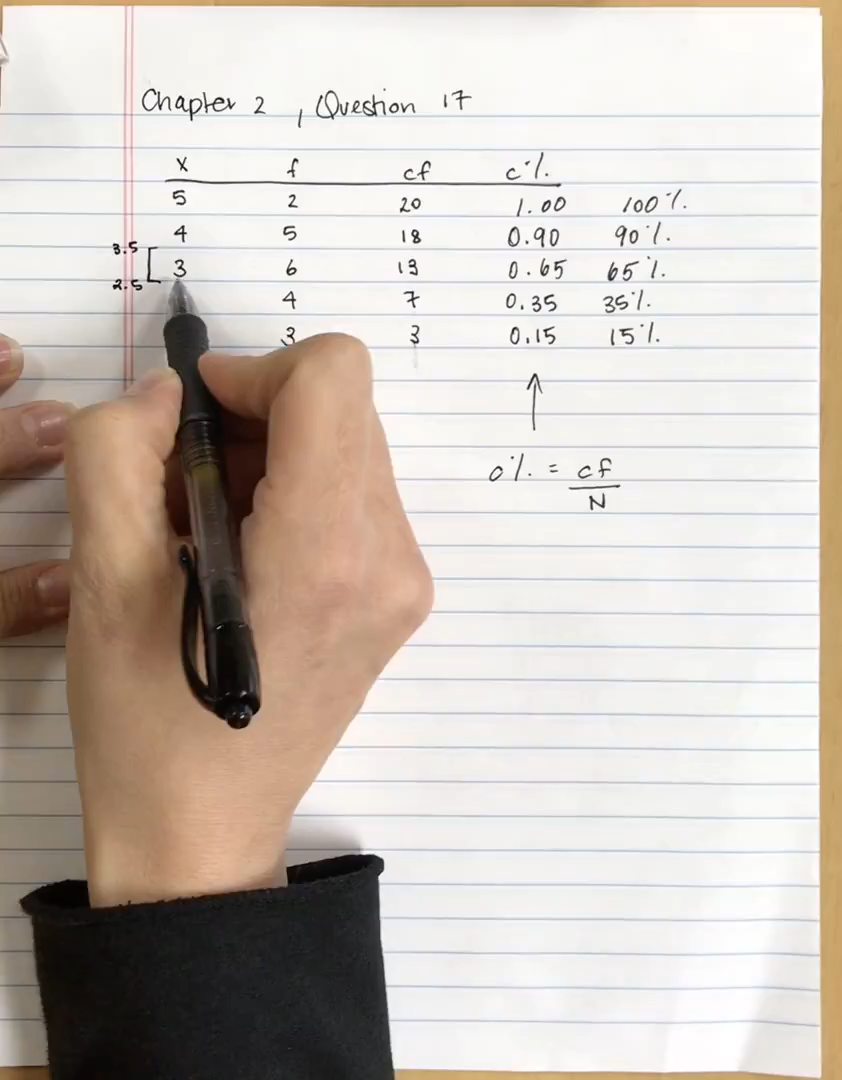 Chapter 2 , Question 17
X f cf c%
5 2 20 1.00 100%
4 5 18 0.90 90%
3.5
3 6 13 0.65 65%
2.5
4 7 0.35 35%
3 3 0.15 15%
c% = cf
N